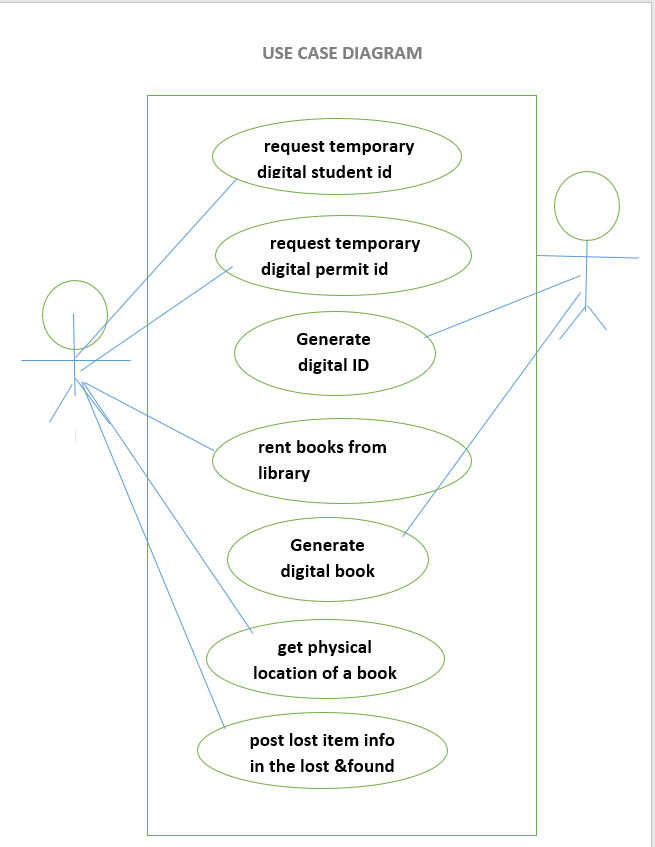 USE CASE DIAGRAM
request temporary
digital student id
request temporary
digital permit id
Generate
digital ID
rent books from
library
Generate
digital book
get physical
location of a book
post lost item info
in the lost &found